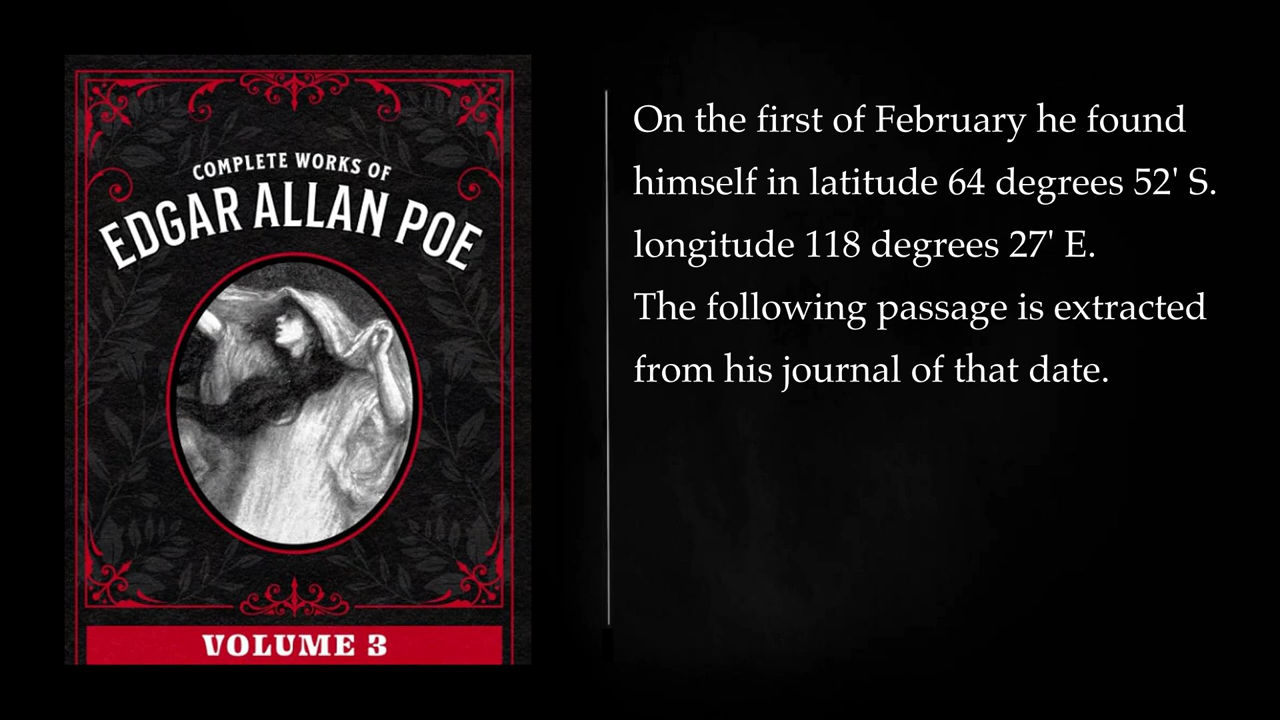 COMPLETE WORKS OF
EDGAR ALLAN POE
VOLUME 3
On the first of February he found
himself in latitude 64 degrees 52' S.
longitude 118 degrees 27' E.
The following passage is extracted
from his journal of that date.